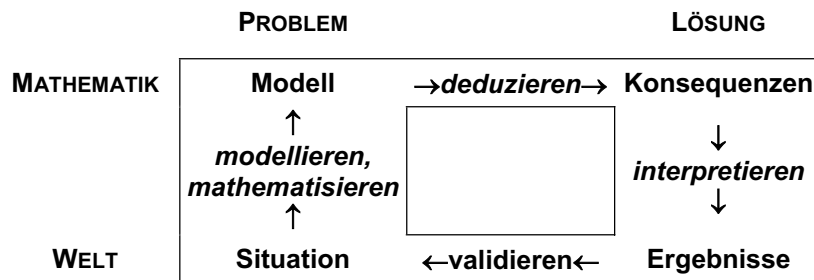 PROBLEM LÖSUNG
MATHEMATIK Modell →deduzieren→ Konsequenzen
↑ ↓
modellieren, interpretieren
mathematisieren
↑ ↓
WELT Situation ←validieren← Ergebnisse